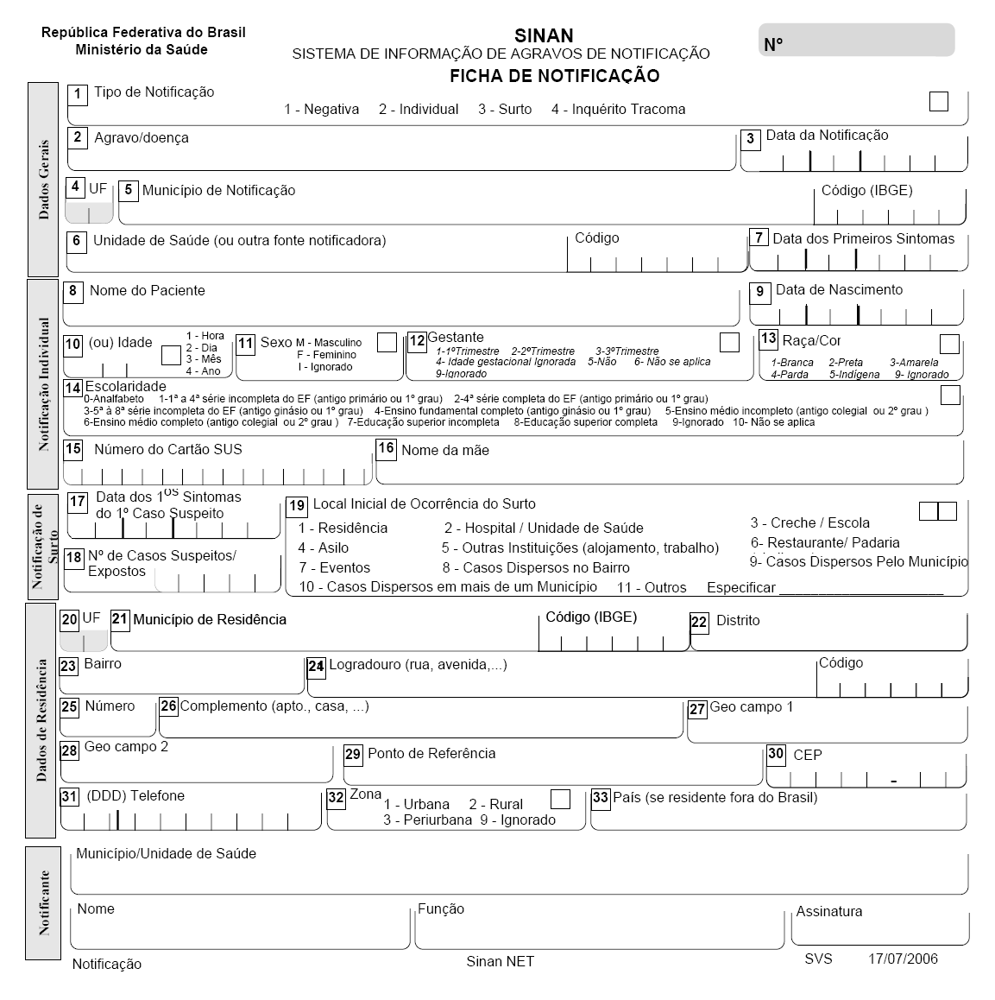 República Federativa do Brasil
Ministério da Saúde
SINAN
SISTEMA DE INFORMAÇÃO DE AGRAVOS DE NOTIFICAÇÃO
FICHA DE NOTIFICAÇÃO
Nº
Dados Gerais
1 Tipo de Notificação
1 - Negativa 2 - Individual 3 - Surto 4 - Inquérito Tracoma
2 Agravo/doença
3 Data da Notificação
4 UF
5 Município de Notificação
Código (IBGE)
6 Unidade de Saúde (ou outra fonte notificadora)
Código
7 Data dos Primeiros Sintomas
Notificação Individual
8 Nome do Paciente
9 Data de Nascimento
10 (ou) Idade
1 - Hora
2 - Dia
3 - Mês
4 - Ano
11 Sexo M - Masculino
F - Feminino
I - Ignorado
12 Gestante
1-1ºTrimestre 2-2ºTrimestre 3-3ºTrimestre
4- Idade gestacional Ignorada 5-Não 6- Não se aplica
9-Ignorado
13 Raça/Cor
1-Branca 2-Preta 3-Amarela
4-Parda 5-Indígena 9- Ignorado
14 Escolaridade
0-Analfabeto 1-1ª a 4ª série incompleta do EF (antigo primário ou 1º grau) 2-4ª série completa do EF (antigo primário ou 1º grau)
3-5ª à 8ª série incompleta do EF (antigo ginásio ou 1º grau) 4-Ensino fundamental completo (antigo ginásio ou 1º grau) 5-Ensino médio incompleto (antigo colegial ou 2º grau )
6-Ensino médio completo (antigo colegial ou 2º grau ) 7-Educação superior incompleta 8-Educação superior completa 9-Ignorado 10- Não se aplica
15 Número do Cartão SUS
16 Nome da mãe
Notificação de
Surto
17 Data dos 1os Sintomas
do 1º Caso Suspeito
18 Nº de Casos Suspeitos/
Expostos
19 Local Inicial de Ocorrência do Surto
1 - Residência 2 - Hospital / Unidade de Saúde 3 - Creche / Escola
4 - Asilo 5 - Outras Instituições (alojamento, trabalho) 6- Restaurante/ Padaria
7 - Eventos 8 - Casos Dispersos no Bairro 9- Casos Dispersos Pelo Município
10 - Casos Dispersos em mais de um Município 11 - Outros Especificar ______________________
Dados de Residência
20 UF
21 Município de Residência
Código (IBGE)
22 Distrito
23 Bairro
24 Logradouro (rua, avenida,...)
Código
25 Número
26 Complemento (apto., casa, ...)
27 Geo campo 1
28 Geo campo 2
29 Ponto de Referência
30 CEP
-
31 (DDD) Telefone
32 Zona
1 - Urbana 2 - Rural
3 - Periurbana 9 - Ignorado
33 País (se residente fora do Brasil)
Notificante
Município/Unidade de Saúde
Nome
Função
Assinatura
Notificação
Sinan NET
SVS 17/07/2006